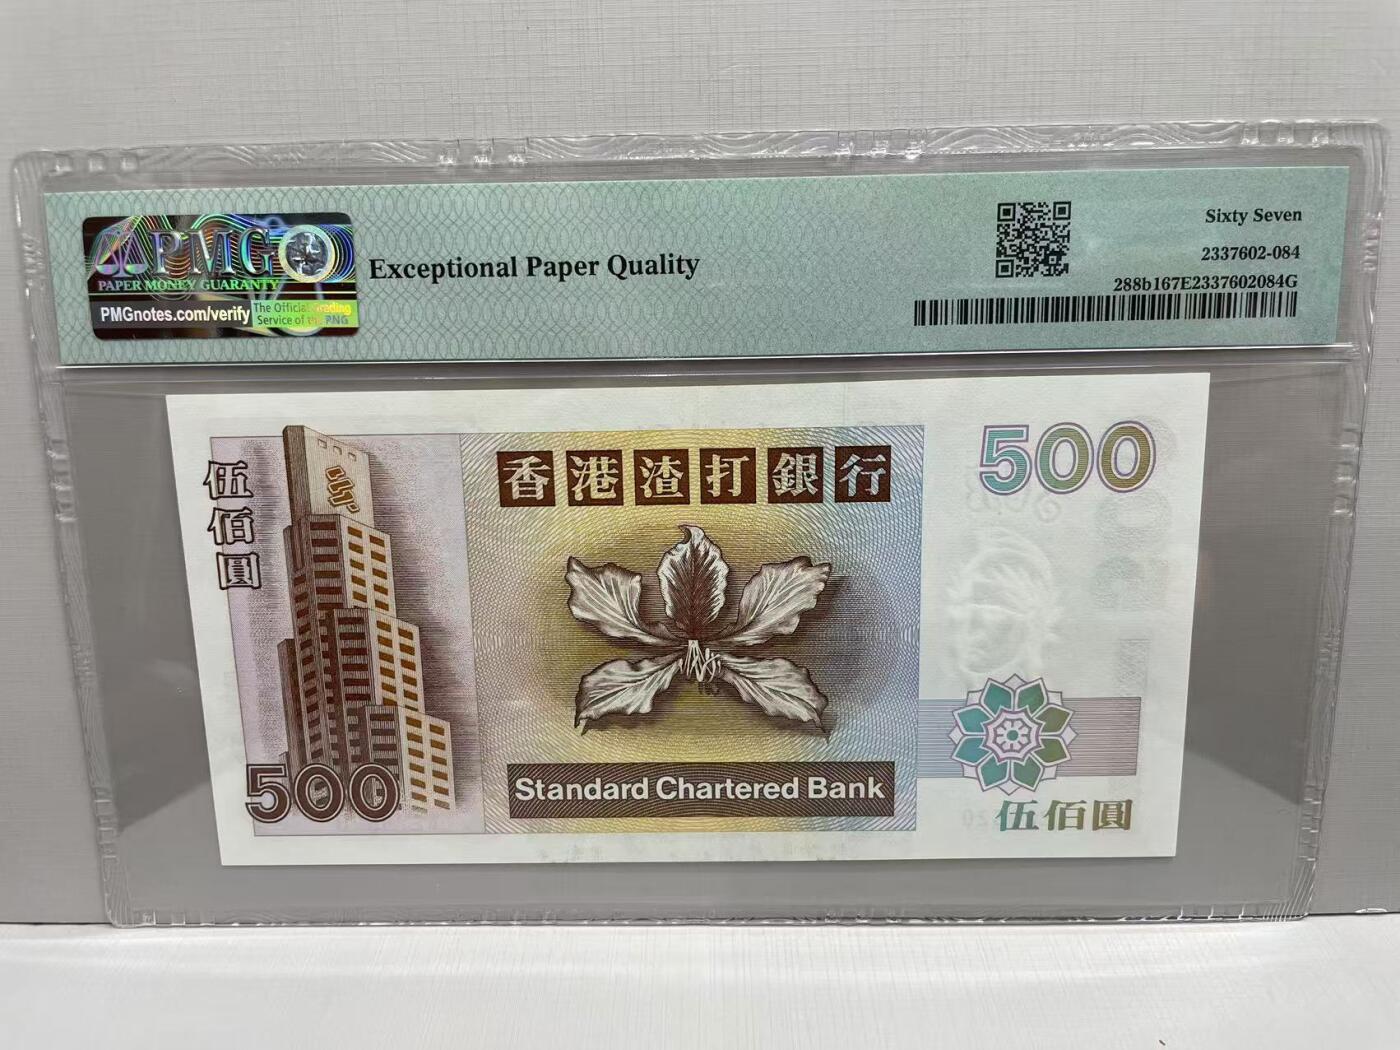 PMG
PAPER MONEY GUARANTY
PMGnotes.com/verify
The Official Grading
Service of the PNG
Exceptional Paper Quality
Sixty Seven
2337602-084
288b167E2337602084G
伍佰圓
香港渣打銀行
500
500
Standard Chartered Bank
伍佰圓